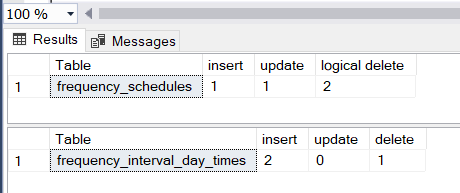 100 %
Results Messages
Table insert update logical delete
1 frequency_schedules 1 1 2
Table insert update delete
1 frequency_interval_day_times 2 0 1